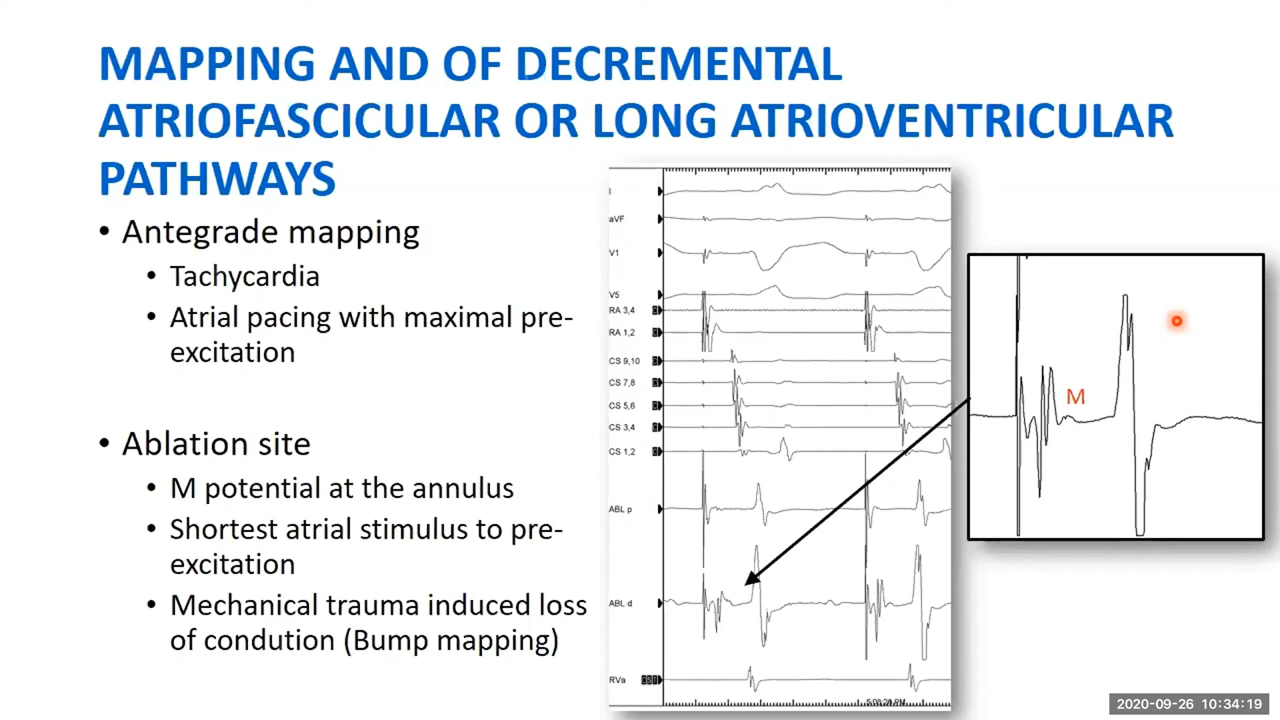 MAPPING AND OF DECREMENTAL
ATRIOFASCICULAR OR LONG ATRIOVENTRICULAR
PATHWAYS
• Antegrade mapping
• Tachycardia
• Atrial pacing with maximal pre-
excitation
• Ablation site
• M potential at the annulus
• Shortest atrial stimulus to pre-
excitation
• Mechanical trauma induced loss
of condution (Bump mapping)
I
aVF
V1
V5
RA 3,4
RA 1,2
CS 9,10
CS 7,8
CS 5,6
CS 3,4
CS 1,2
ABL p
ABL d
RVa
M
2020-09-26 10:34:19